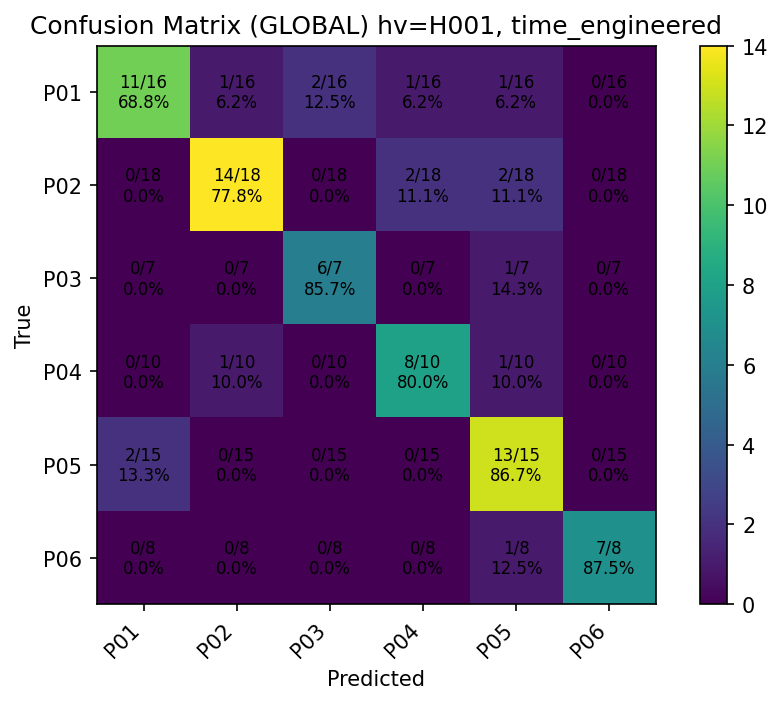 Confusion Matrix (GLOBAL) hv=H001, time_engineered
True
P01
11/16 1/16 2/16 1/16 1/16 0/16
68.8% 6.2% 12.5% 6.2% 6.2% 0.0%
P02
0/18 14/18 0/18 2/18 2/18 0/18
0.0% 77.8% 0.0% 11.1% 11.1% 0.0%
P03
0/7 0/7 6/7 0/7 1/7 0/7
0.0% 0.0% 85.7% 0.0% 14.3% 0.0%
P04
0/10 1/10 0/10 8/10 1/10 0/10
0.0% 10.0% 0.0% 80.0% 10.0% 0.0%
P05
2/15 0/15 0/15 0/15 13/15 0/15
13.3% 0.0% 0.0% 0.0% 86.7% 0.0%
P06
0/8 0/8 0/8 0/8 1/8 7/8
0.0% 0.0% 0.0% 0.0% 12.5% 87.5%
P01 P02 P03 P04 P05 P06
Predicted
14
12
10
8
6
4
2
0